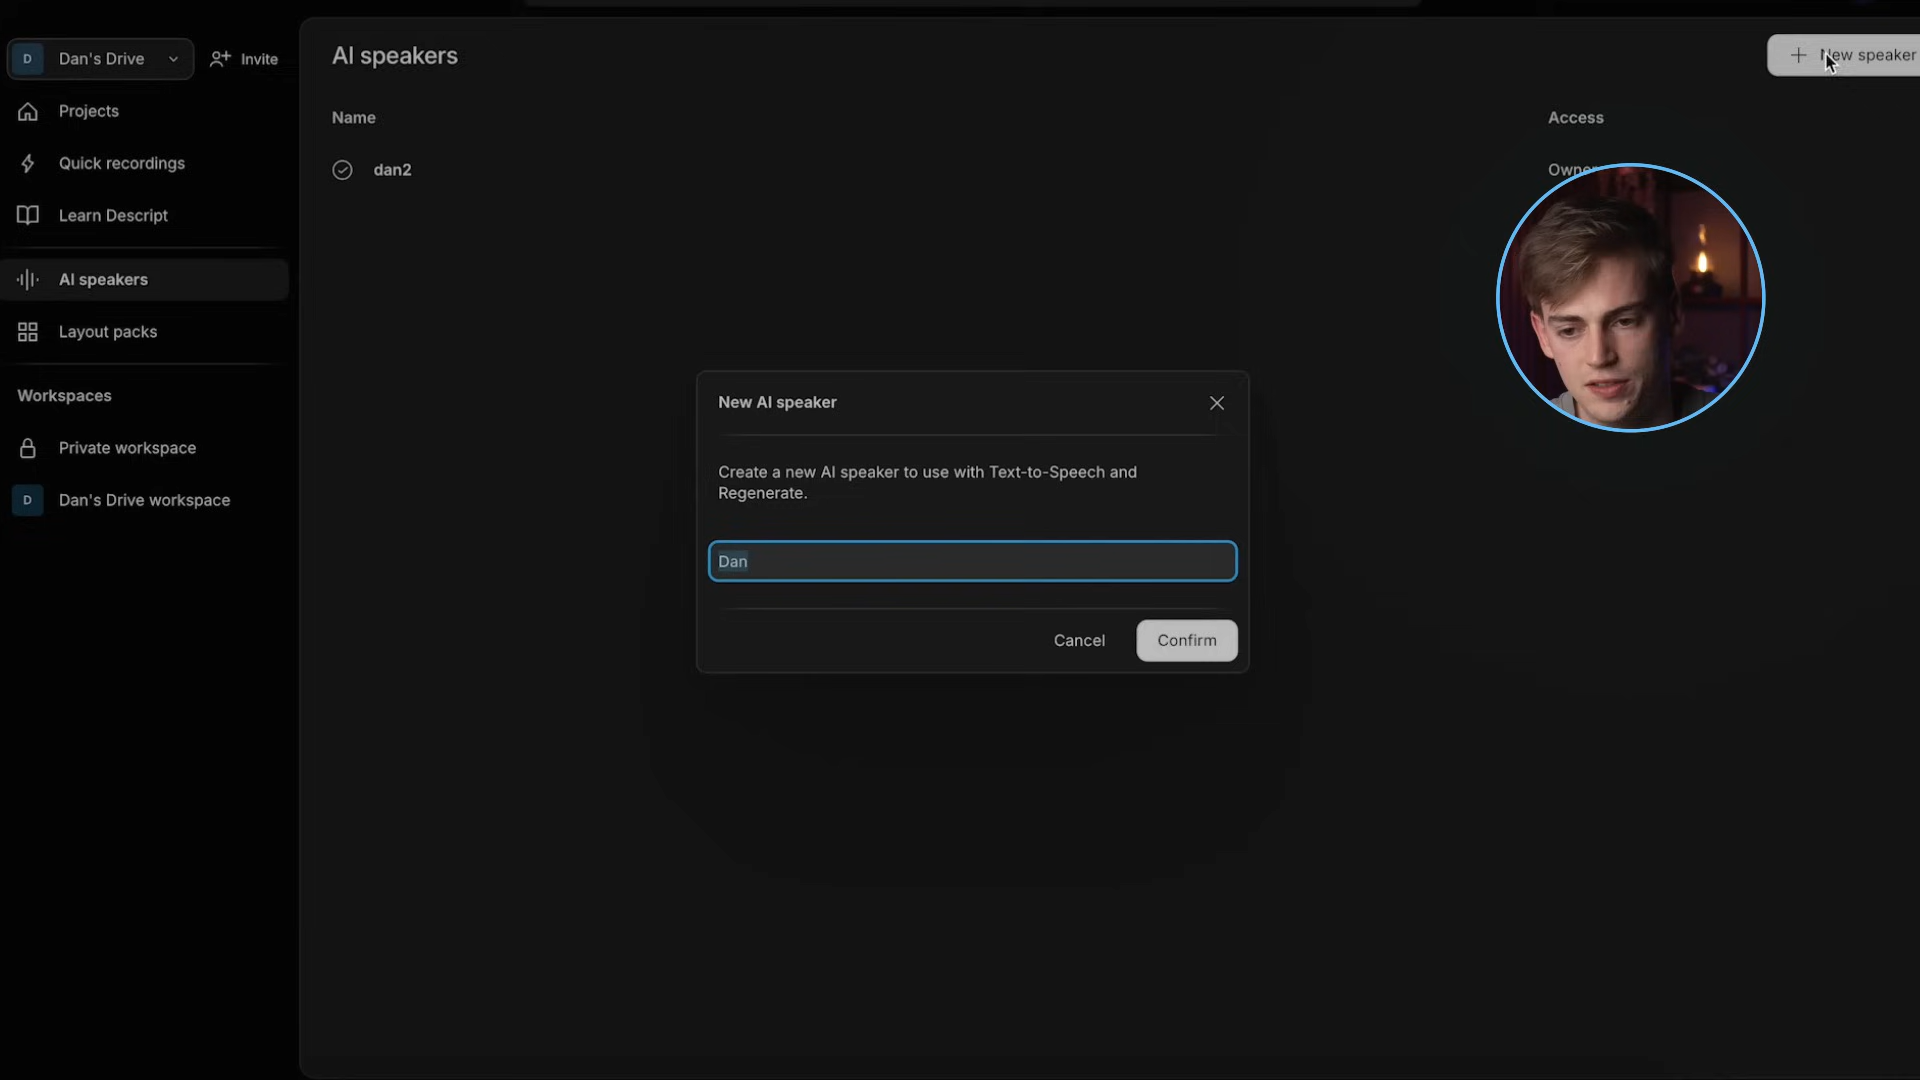 D Dan's Drive Invite
Projects
Quick recordings
Learn Descript
AI speakers
Layout packs
Workspaces
Private workspace
D Dan's Drive workspace
AI speakers
New speaker
Name Access
dan2 Owner
New AI speaker
Create a new AI speaker to use with Text-to-Speech and
Regenerate.
Dan
Cancel Confirm